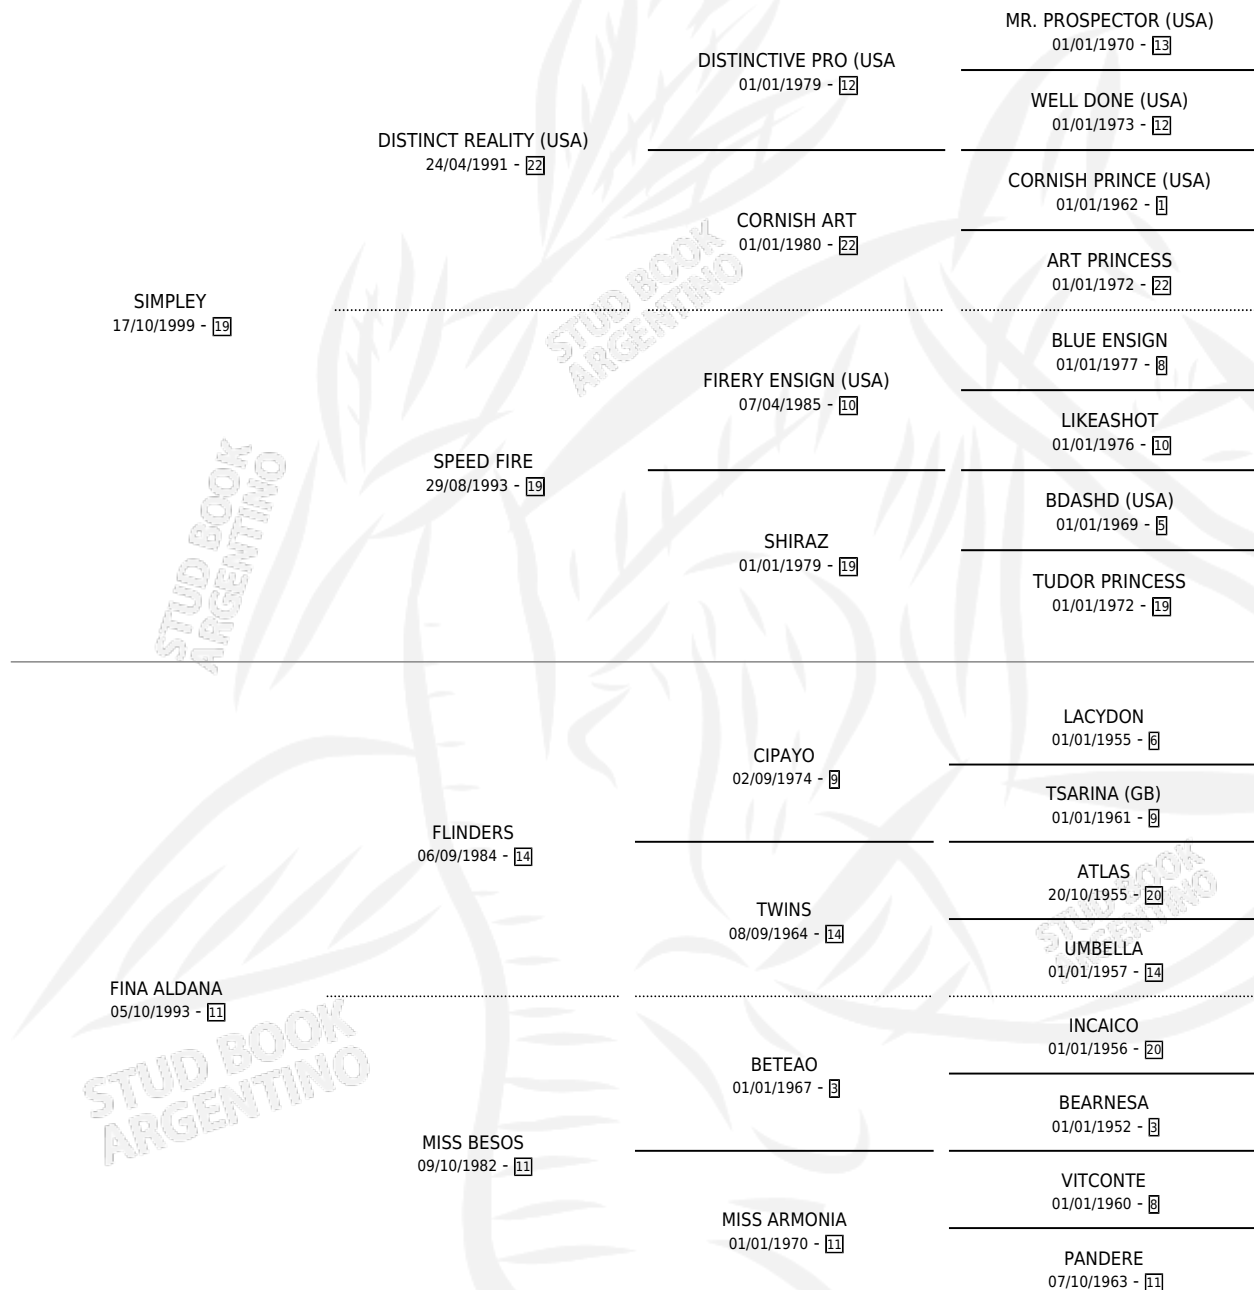 MR. PROSPECTOR (USA)
01/01/1970 - 13
DISTINCTIVE PRO (USA
01/01/1979 - 12
WELL DONE (USA)
01/01/1973 - 12
DISTINCT REALITY (USA)
24/04/1991 - 22
CORNISH PRINCE (USA)
01/01/1962 - 1
CORNISH ART
01/01/1980 - 22
ART PRINCESS
01/01/1972 - 22
SIMPLEY
17/10/1999 - 19
BLUE ENSIGN
01/01/1977 - 8
FIRERY ENSIGN (USA)
07/04/1985 - 10
LIKEASHOT
01/01/1976 - 10
SPEED FIRE
29/08/1993 - 19
BDASHD (USA)
01/01/1969 - 5
SHIRAZ
01/01/1979 - 19
TUDOR PRINCESS
01/01/1972 - 19
LACYDON
01/01/1955 - 6
CIPAYO
02/09/1974 - 9
TSARINA (GB)
01/01/1961 - 9
FLINDERS
06/09/1984 - 14
ATLAS
20/10/1955 - 20
TWINS
08/09/1964 - 14
UMBELLA
01/01/1957 - 14
FINA ALDANA
05/10/1993 - 11
INCAICO
01/01/1956 - 20
BETEAO
01/01/1967 - 3
BEARNESA
01/01/1952 - 3
MISS BESOS
09/10/1982 - 11
VITCONTE
01/01/1960 - 8
MISS ARMONIA
01/01/1970 - 11
PANDERE
07/10/1963 - 11
STUD BOOK
ARGENTINO
STUD BOOK
ARGENTINO
STUD BOOK
ARGENTINO
STUD BOOK
ARGENTINO